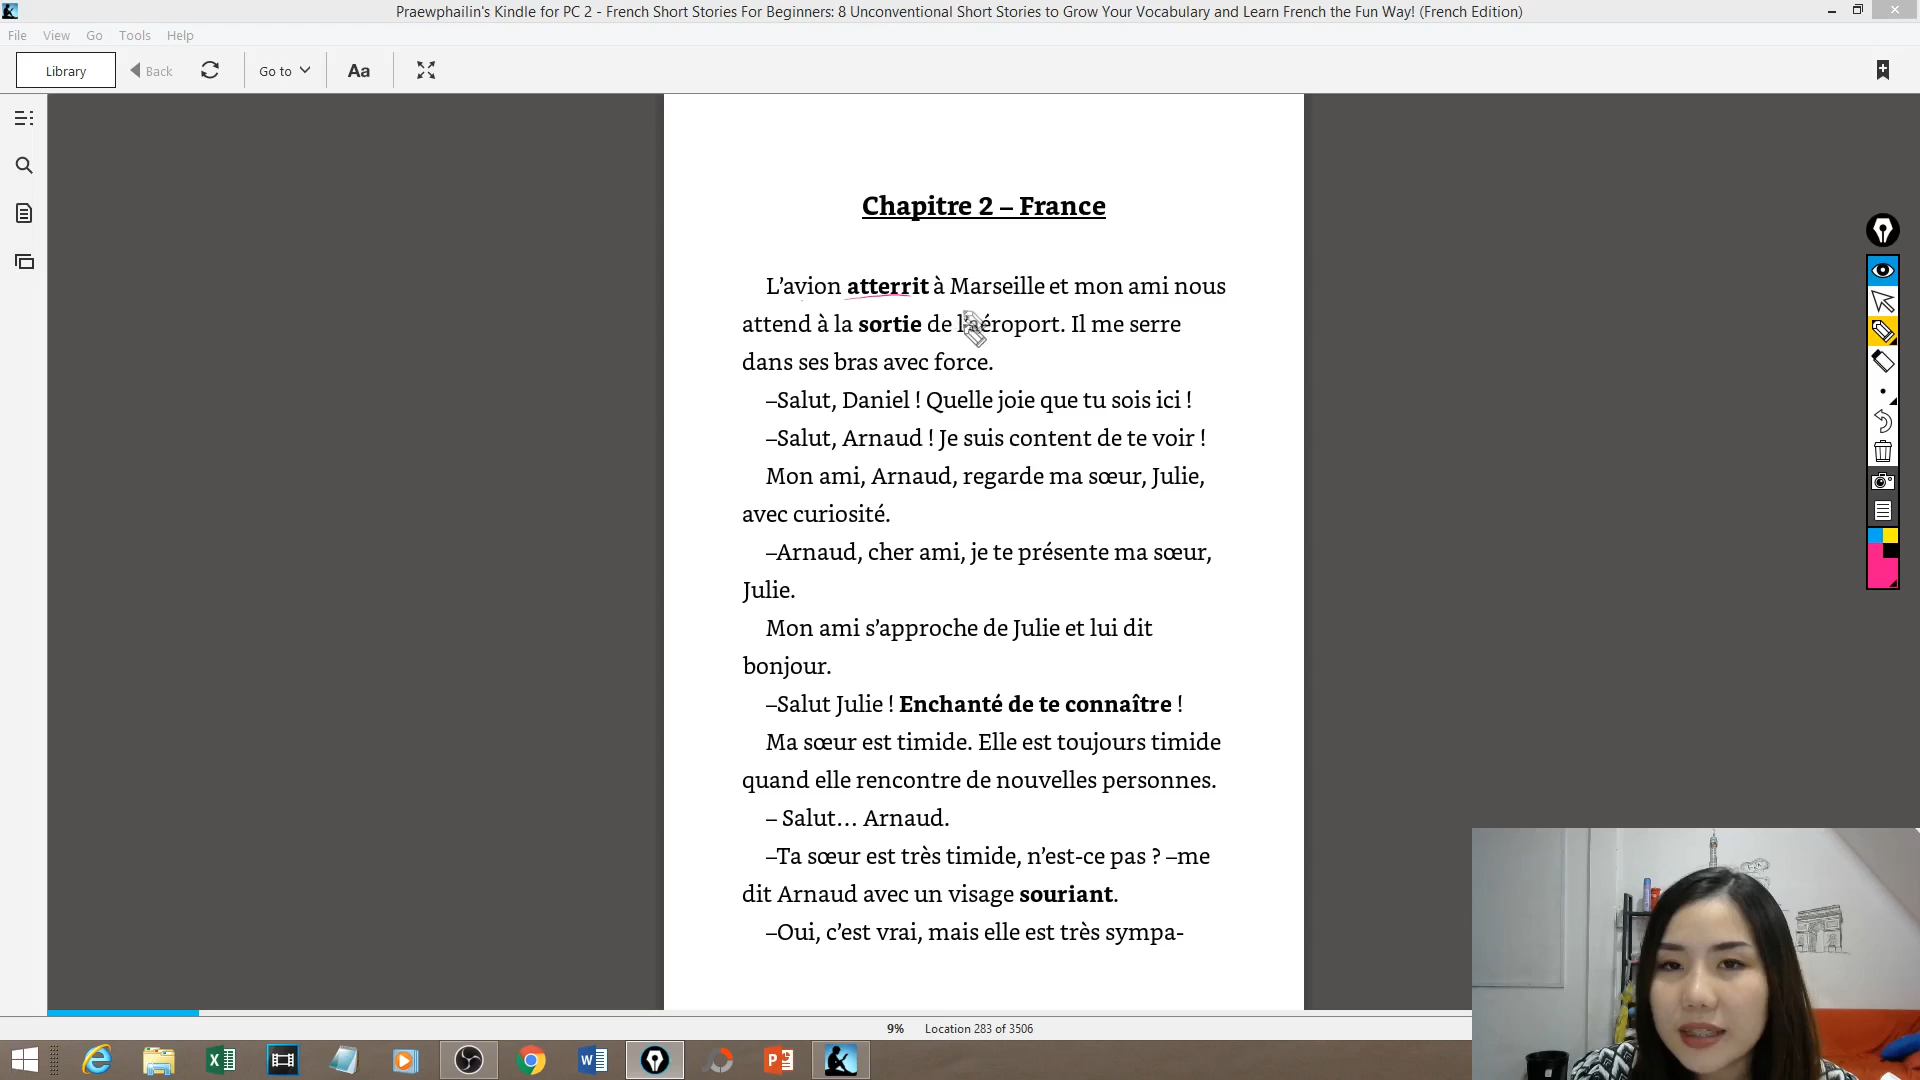 Praewphailin's Kindle for PC 2 - French Short Stories For Beginners: 8 Unconventional Short Stories to Grow Your Vocabulary and Learn French the Fun Way! (French Edition)
File View Go Tools Help
Library Back Go to Aa
Chapitre 2 – France
L’avion atterrit à Marseille et mon ami nous
attend à la sortie de l’aéroport. Il me serre
dans ses bras avec force.
–Salut, Daniel ! Quelle joie que tu sois ici !
–Salut, Arnaud ! Je suis content de te voir !
Mon ami, Arnaud, regarde ma sœur, Julie,
avec curiosité.
–Arnaud, cher ami, je te présente ma sœur,
Julie.
Mon ami s’approche de Julie et lui dit
bonjour.
–Salut Julie ! Enchanté de te connaître !
Ma sœur est timide. Elle est toujours timide
quand elle rencontre de nouvelles personnes.
– Salut… Arnaud.
–Ta sœur est très timide, n’est-ce pas ? –me
dit Arnaud avec un visage souriant.
–Oui, c’est vrai, mais elle est très sympa-
9% Location 283 of 3506